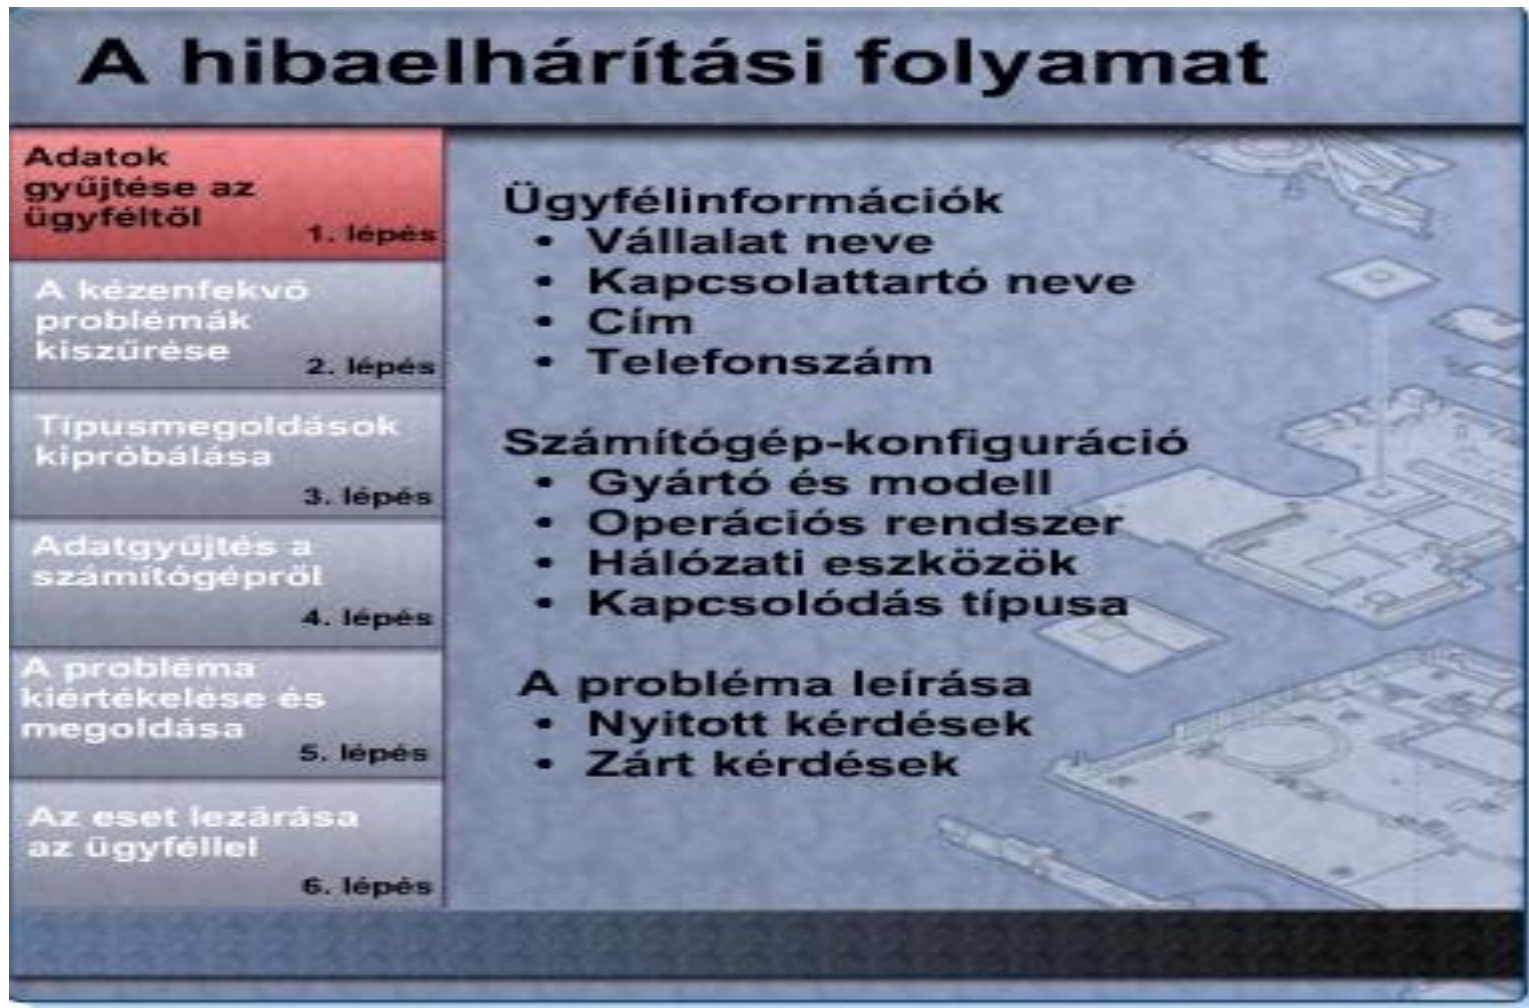 A hibaelhárítási folyamat
Adatok
gyűjtése az
ügyféltől
1. lépés
A kézenfekvő
problémák
kiszűrése
2. lépés
Típusmegoldások
kipróbálása
3. lépés
Adatgyűjtés a
számítógépről
4. lépés
A probléma
kiértékelése és
megoldása
5. lépés
Az eset lezárása
az ügyféllel
6. lépés
Ügyfélinformációk
• Vállalat neve
• Kapcsolattartó neve
• Cím
• Telefonszám
Számítógép-konfiguráció
• Gyártó és modell
• Operációs rendszer
• Hálózati eszközök
• Kapcsolódás típusa
A probléma leírása
• Nyitott kérdések
• Zárt kérdések